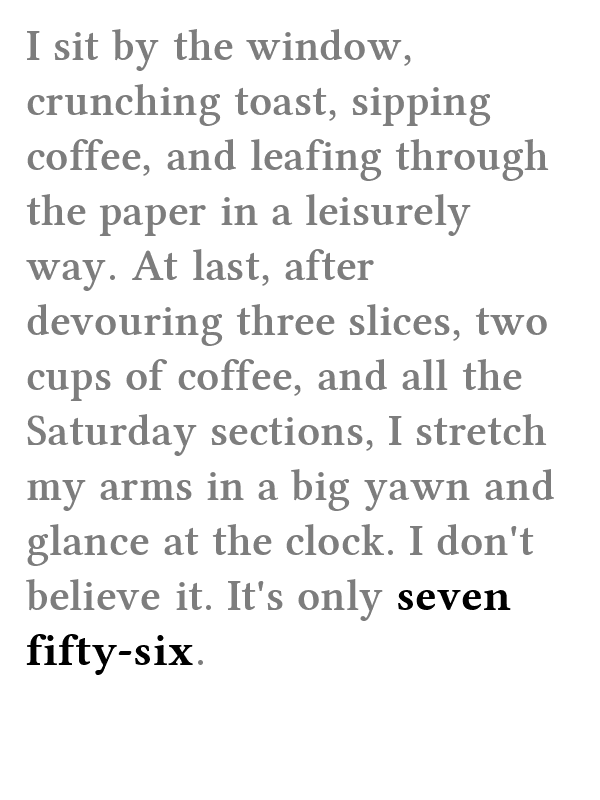 I sit by the window,
crunching toast, sipping
coffee, and leafing through
the paper in a leisurely
way. At last, after
devouring three slices, two
cups of coffee, and all the
Saturday sections, I stretch
my arms in a big yawn and
glance at the clock. I don't
believe it. It's only seven
fifty-six.